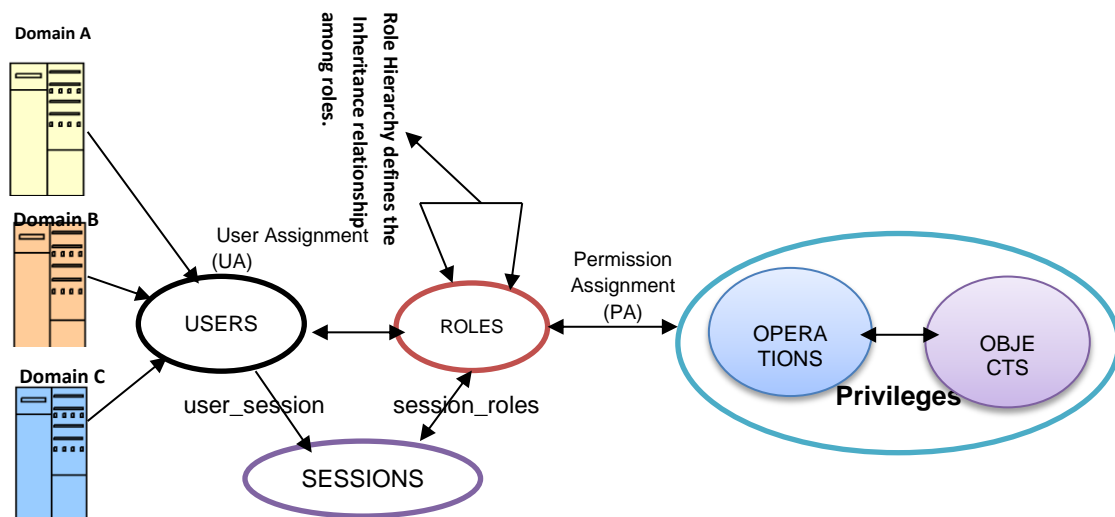 Domain A
Role Hierarchy defines the
Inheritance relationship
among roles.
Domain B
User Assignment
(UA)
Permission
Assignment
(PA)
USERS
ROLES
OPERA
TIONS
OBJE
CTS
Privileges
Domain C
user_session
session_roles
SESSIONS